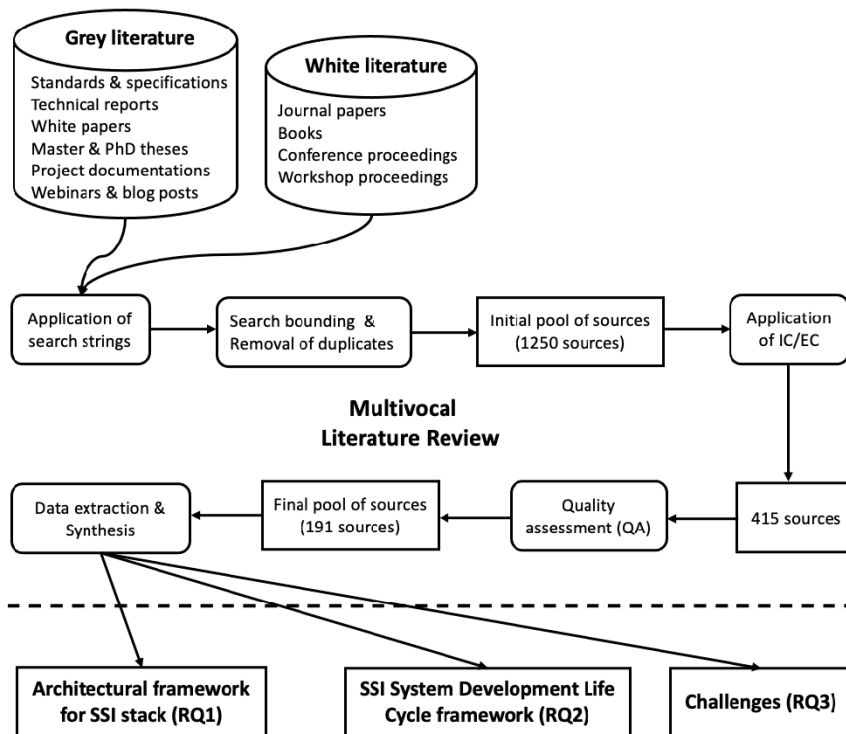 Grey literature
Standards & specifications
Technical reports
White papers
Master & PhD theses
Project documentations
Webinars & blog posts
White literature
Journal papers
Books
Conference proceedings
Workshop proceedings
Application of
search strings
Search bounding &
Removal of duplicates
Initial pool of sources
(1250 sources)
Application
of IC/EC
Multivocal
Literature Review
Data extraction &
Synthesis
Final pool of sources
(191 sources)
Quality
assessment (QA)
415 sources
Architectural framework
for SSI stack (RQ1)
SSI System Development Life
Cycle framework (RQ2)
Challenges (RQ3)